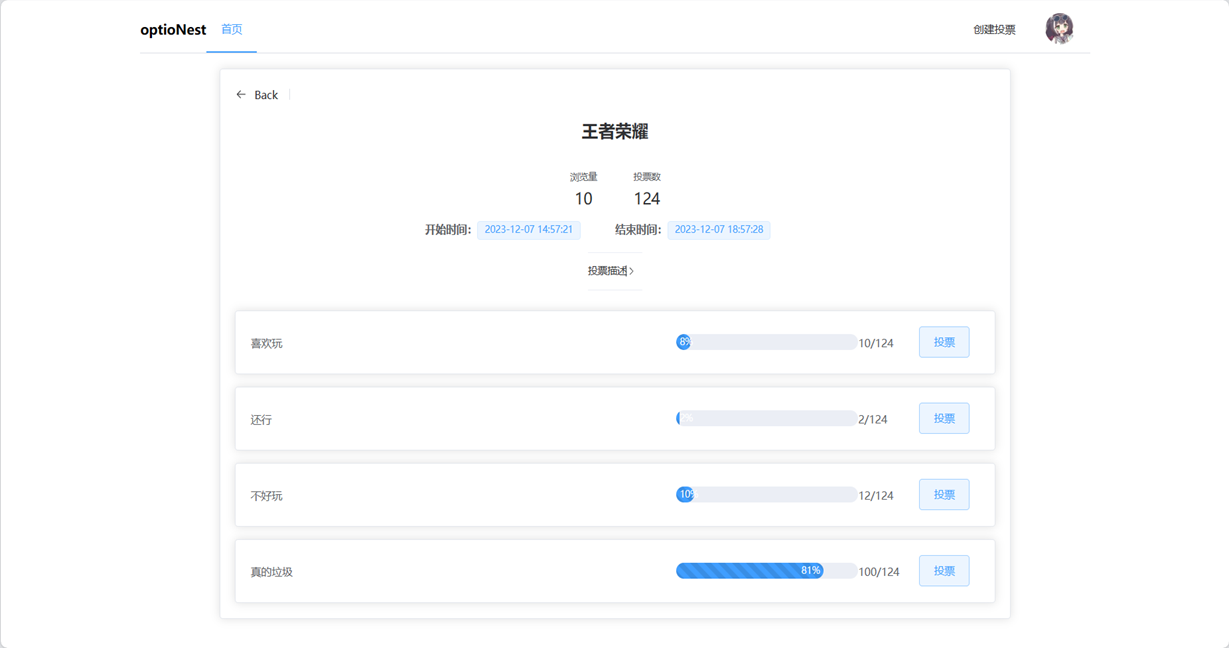 optioNest 首页 创建投票
Back
王者荣耀
浏览量 投票数
10 124
开始时间: 2023-12-07 14:57:21 结束时间: 2023-12-07 18:57:28
投票描述
喜欢玩 8% 10/124 投票
还行 2/124 投票
不好玩 10% 12/124 投票
真的垃圾 81% 100/124 投票